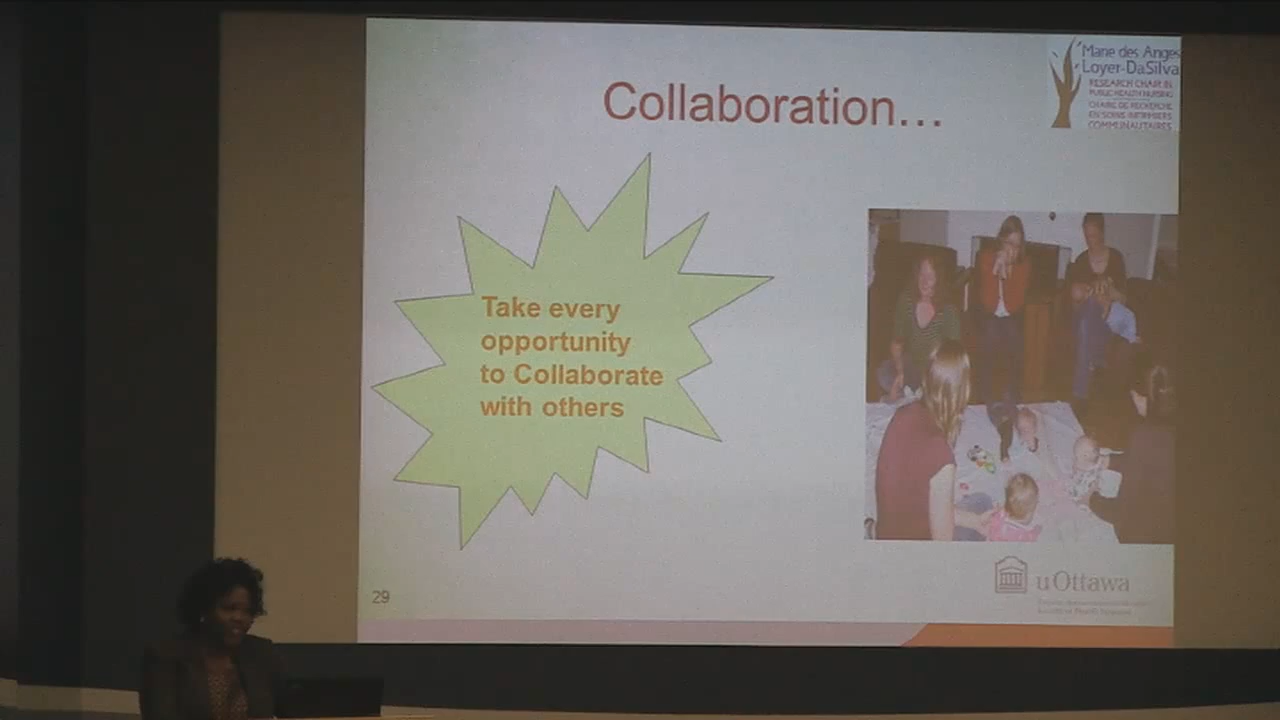 Collaboration...
Marie des Anges
Loyer-DaSilva
RESEARCH CHAIR IN
PUBLIC HEALTH NURSING
CHAIRE DE RECHERCHE
EN SOINS INFIRMIERS
COMMUNAUTAIRES
Take every
opportunity
to Collaborate
with others
uOttawa
29